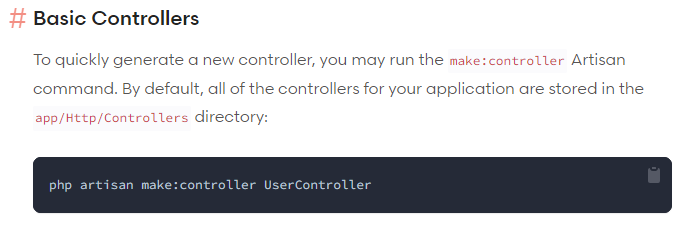 # Basic Controllers
To quickly generate a new controller, you may run the make:controller Artisan
command. By default, all of the controllers for your application are stored in the
app/Http/Controllers directory:
php artisan make:controller UserController